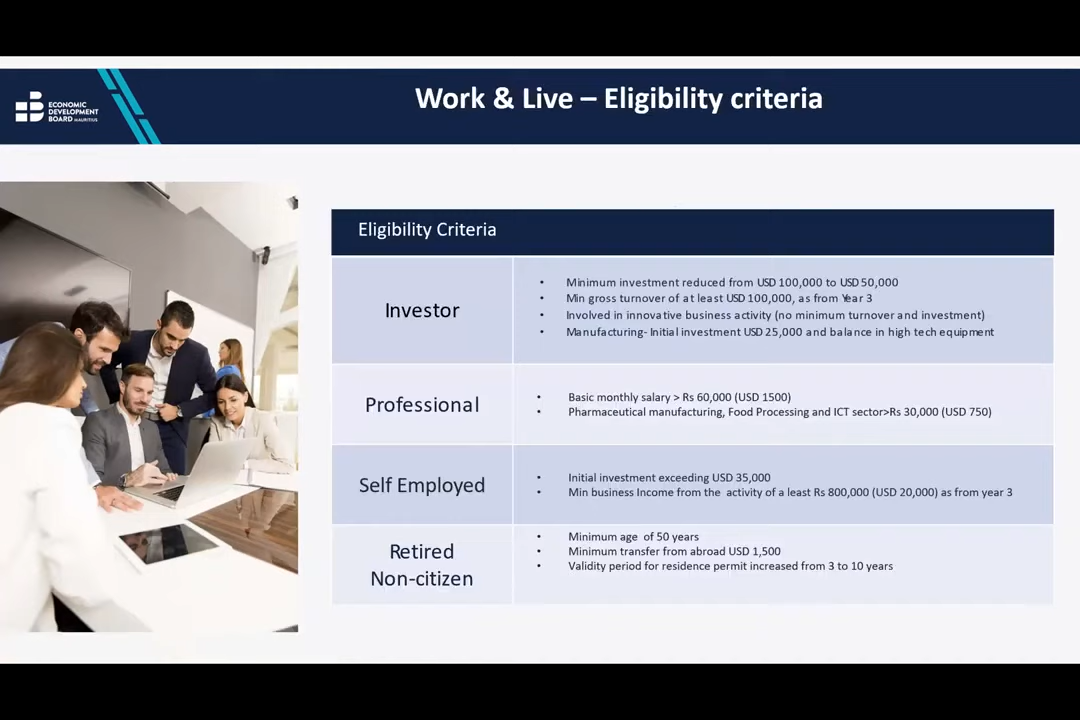 ECONOMIC
DEVELOPMENT
BOARD MAURITIUS
Work & Live – Eligibility criteria
Eligibility Criteria
Investor
• Minimum investment reduced from USD 100,000 to USD 50,000
• Min gross turnover of at least USD 100,000, as from Year 3
• Involved in innovative business activity (no minimum turnover and investment)
Manufacturing- Initial investment USD 25,000 and balance in high tech equipment
Professional
• Basic monthly salary > Rs 60,000 (USD 1500)
• Pharmaceutical manufacturing, Food Processing and ICT sector>Rs 30,000 (USD 750)
Self Employed
• Initial investment exceeding USD 35,000
• Min business Income from the activity of a least Rs 800,000 (USD 20,000) as from year 3
Retired
Non-citizen
• Minimum age of 50 years
• Minimum transfer from abroad USD 1,500
• Validity period for residence permit increased from 3 to 10 years